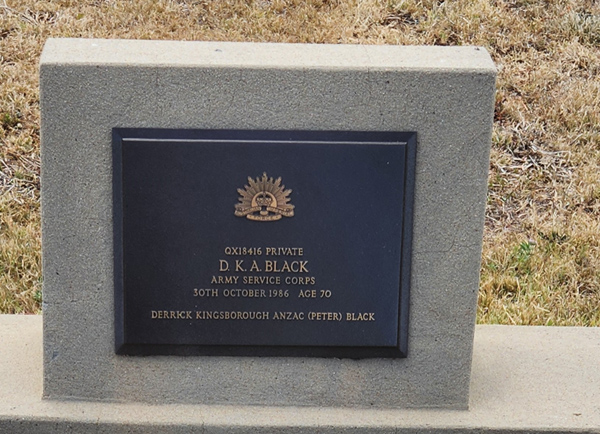 QX18416 PRIVATE
D. K. A. BLACK
ARMY SERVICE CORPS
30TH OCTOBER 1986 AGE 70
DERRICK KINGSBOROUGH ANZAC (PETER) BLACK